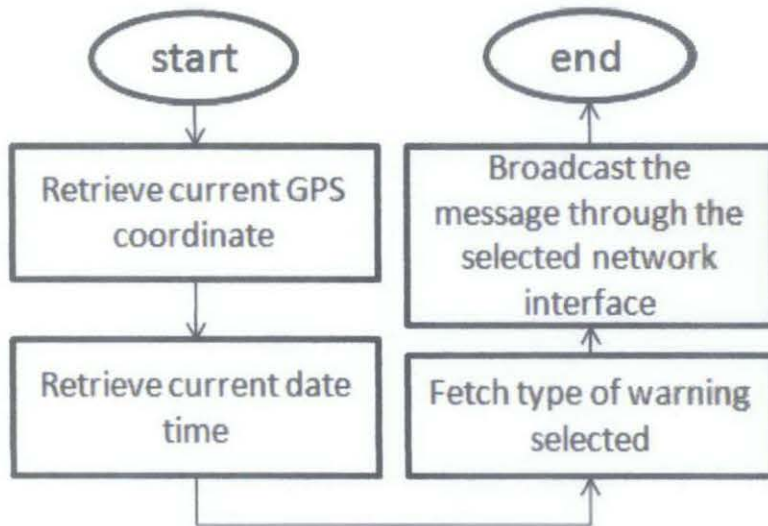 start
Retrieve current GPS
coordinate
Retrieve current date
time
Fetch type of warning
selected
Broadcast the
message through the
selected network
interface
end